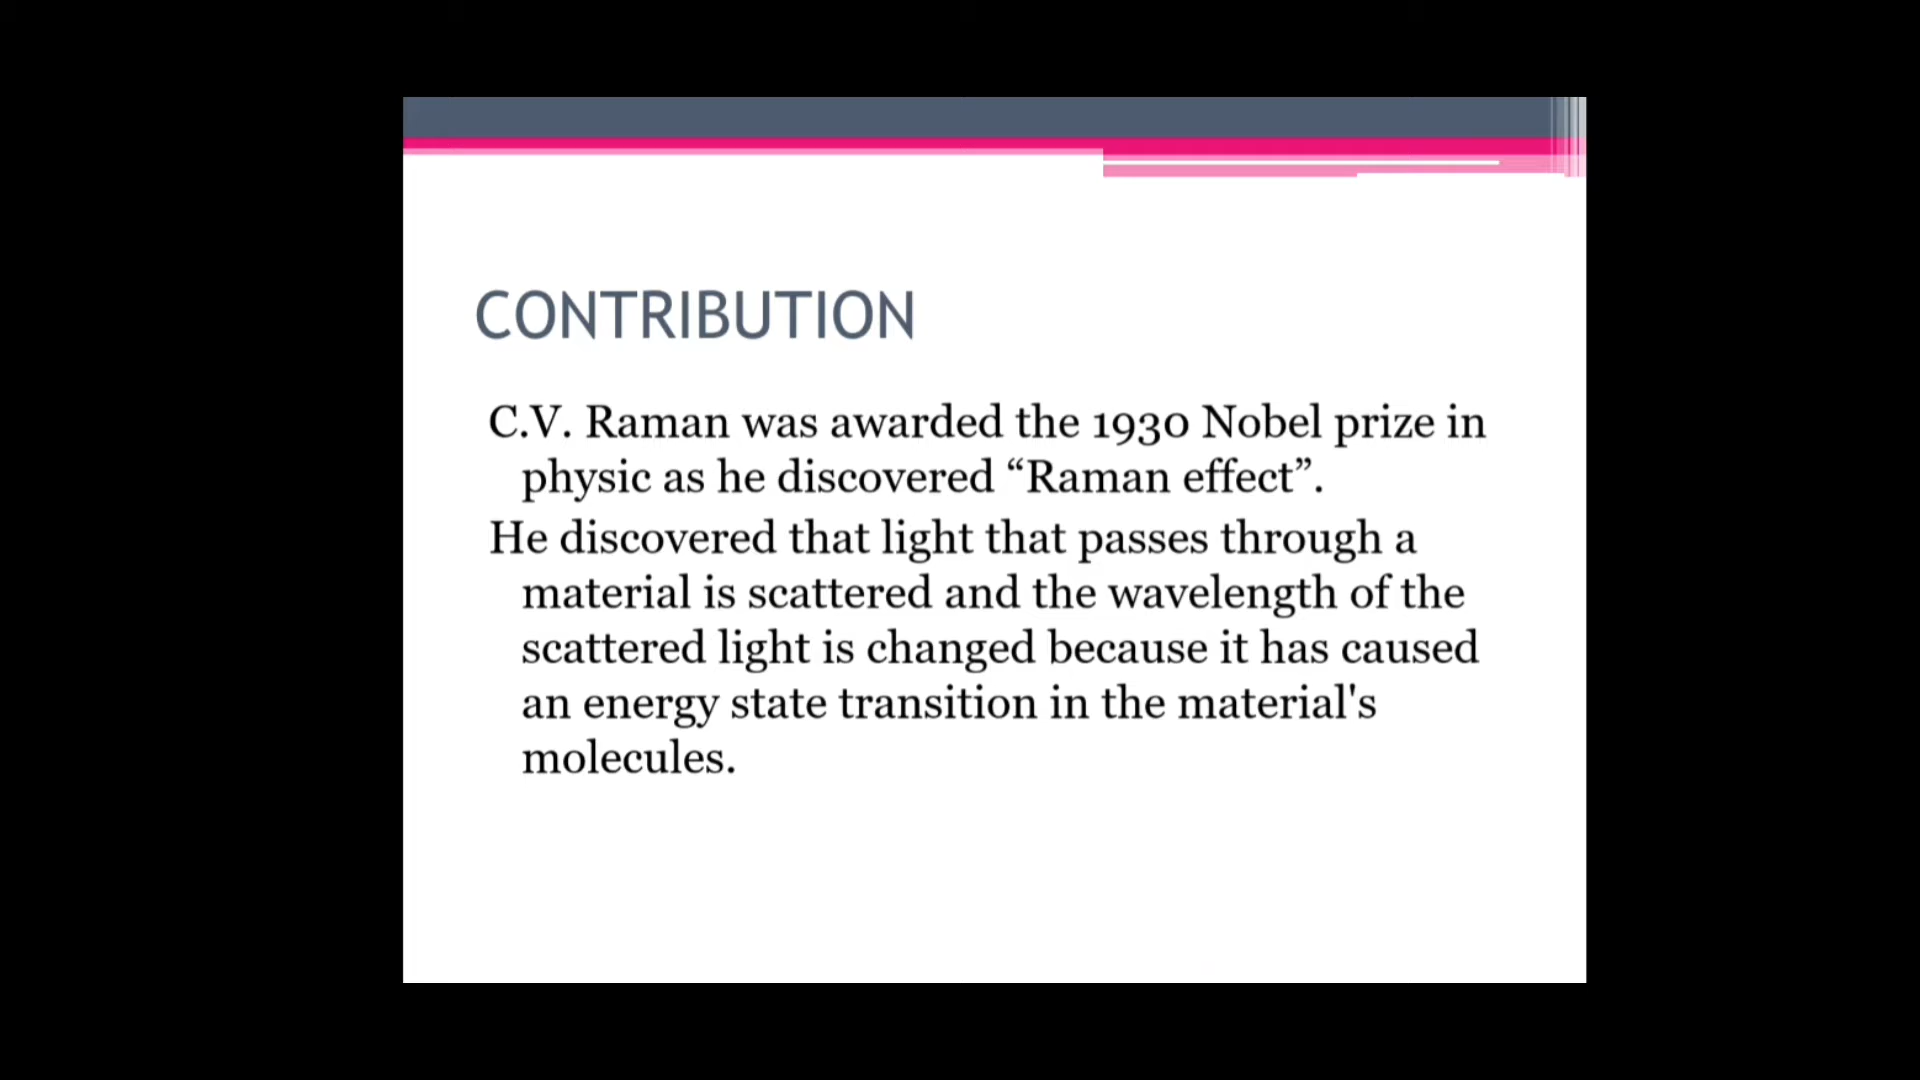 CONTRIBUTION
C.V. Raman was awarded the 1930 Nobel prize in
physic as he discovered “Raman effect”.
He discovered that light that passes through a
material is scattered and the wavelength of the
scattered light is changed because it has caused
an energy state transition in the material's
molecules.